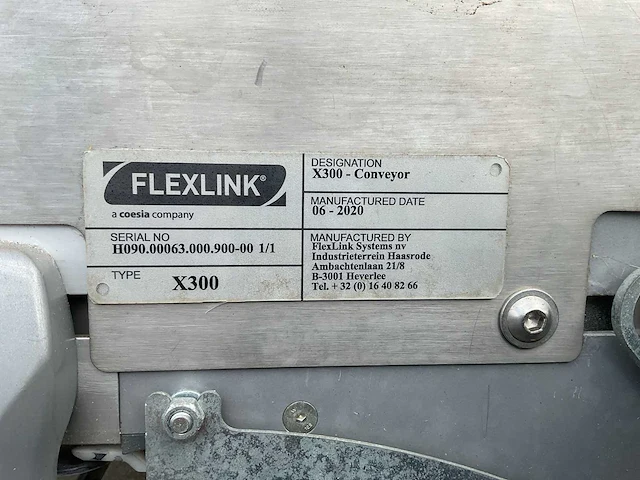 FLEXLINK®
a coesia company
SERIAL NO
H090.00063.000.900-00 1/1
TYPE
X300
DESIGNATION
X300 - Conveyor
MANUFACTURED DATE
06 - 2020
MANUFACTURED BY
FlexLink Systems nv
Industrieterrein Haasrode
Ambachtenlaan 21/8
B-3001 Heverlee
Tel. + 32 (0) 16 40 82 66